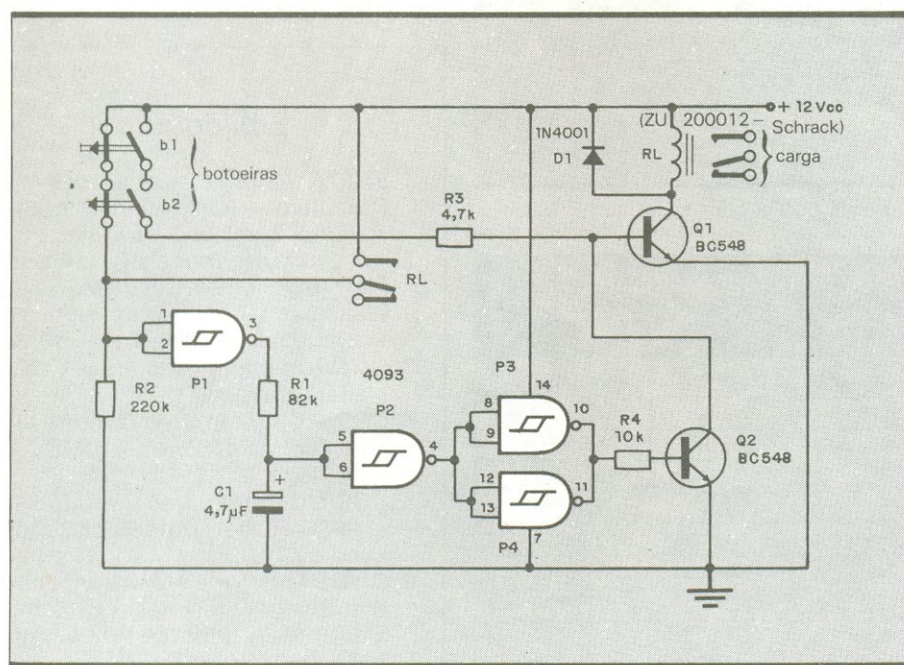 + 12 Vcc
(ZU 200012 - Schrack)
1N4001
D1
RL
carga
b1
botoeiras
b2
R3
4,7k
Q1
BC548
RL
1
2
3
P1
R2
220k
R1
82k
4093
P2
5
6
4
P3
14
8
9
10
12
13
11
7
P4
R4
10k
Q2
BC548
C1
+
4,7µF